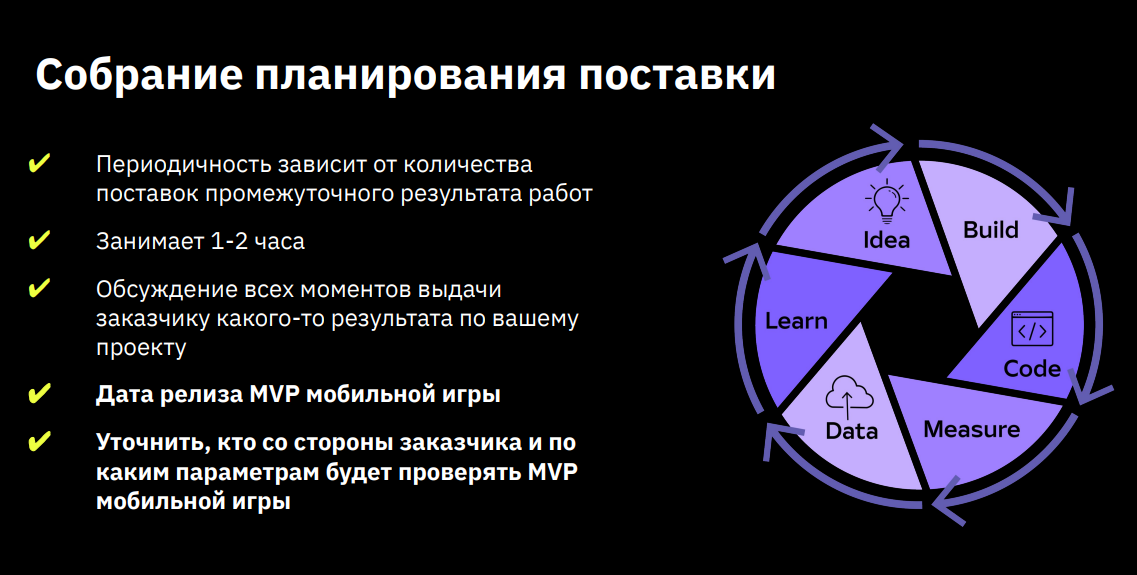 Собрание планирования поставки
Периодичность зависит от количества
поставок промежуточного результата работ
Занимает 1-2 часа
Обсуждение всех моментов выдачи
заказчику какого-то результата по вашему
проекту
Дата релиза MVP мобильной игры
Уточнить, кто со стороны заказчика и по
каким параметрам будет проверять MVP
мобильной игры
Idea
Build
Code
Measure
Data
Learn